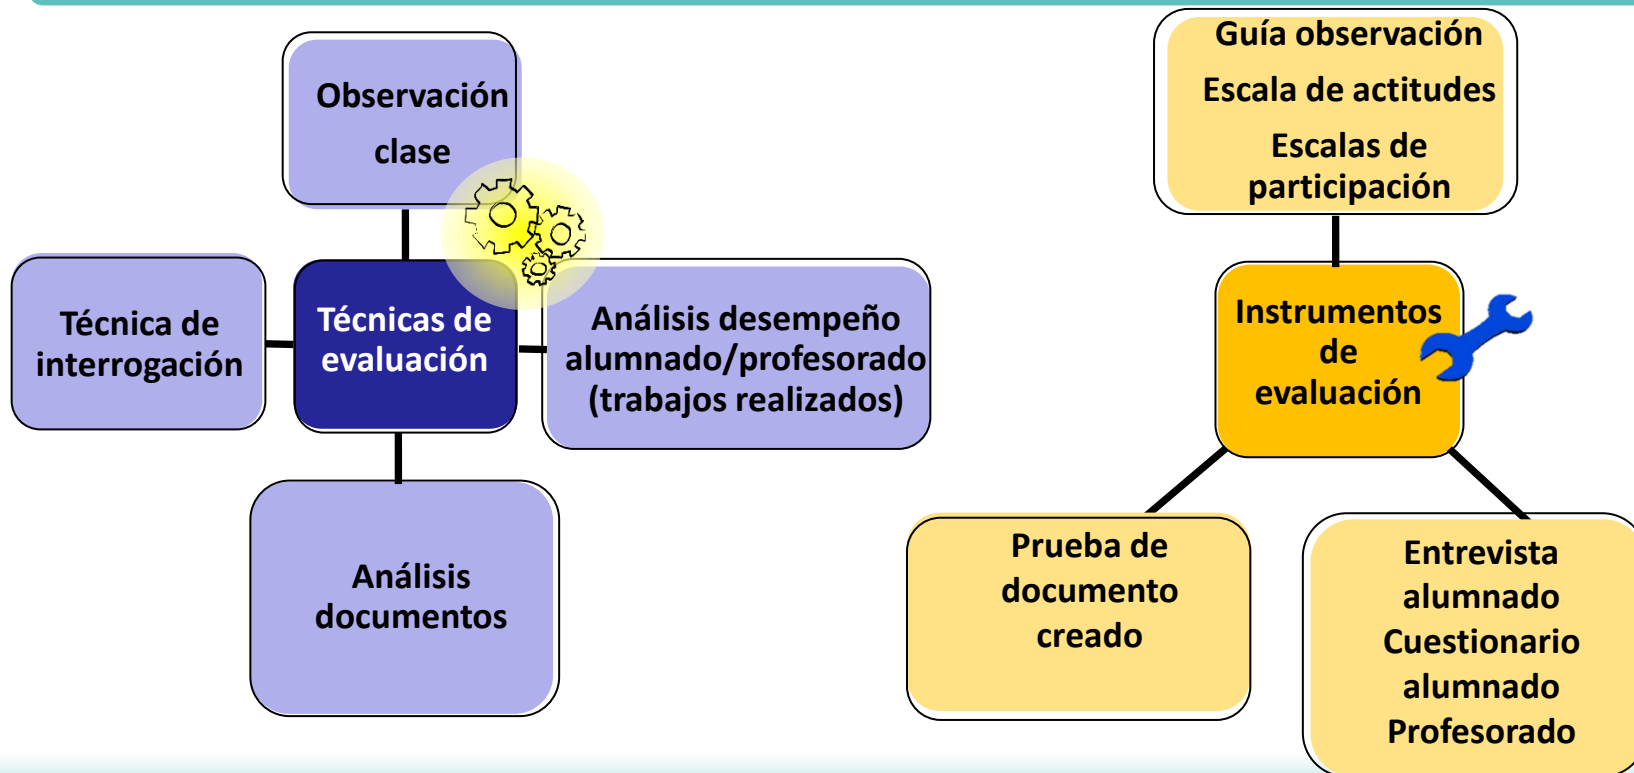 Observación
clase
Técnica de
interrogación
Técnicas de
evaluación
Análisis desempeño
alumnado/profesorado
(trabajos realizados)
Análisis
documentos
Guía observación
Escala de actitudes
Escalas de
participación
Instrumentos
de
evaluación
Prueba de
documento
creado
Entrevista
alumnado
Cuestionario
alumnado
Profesorado